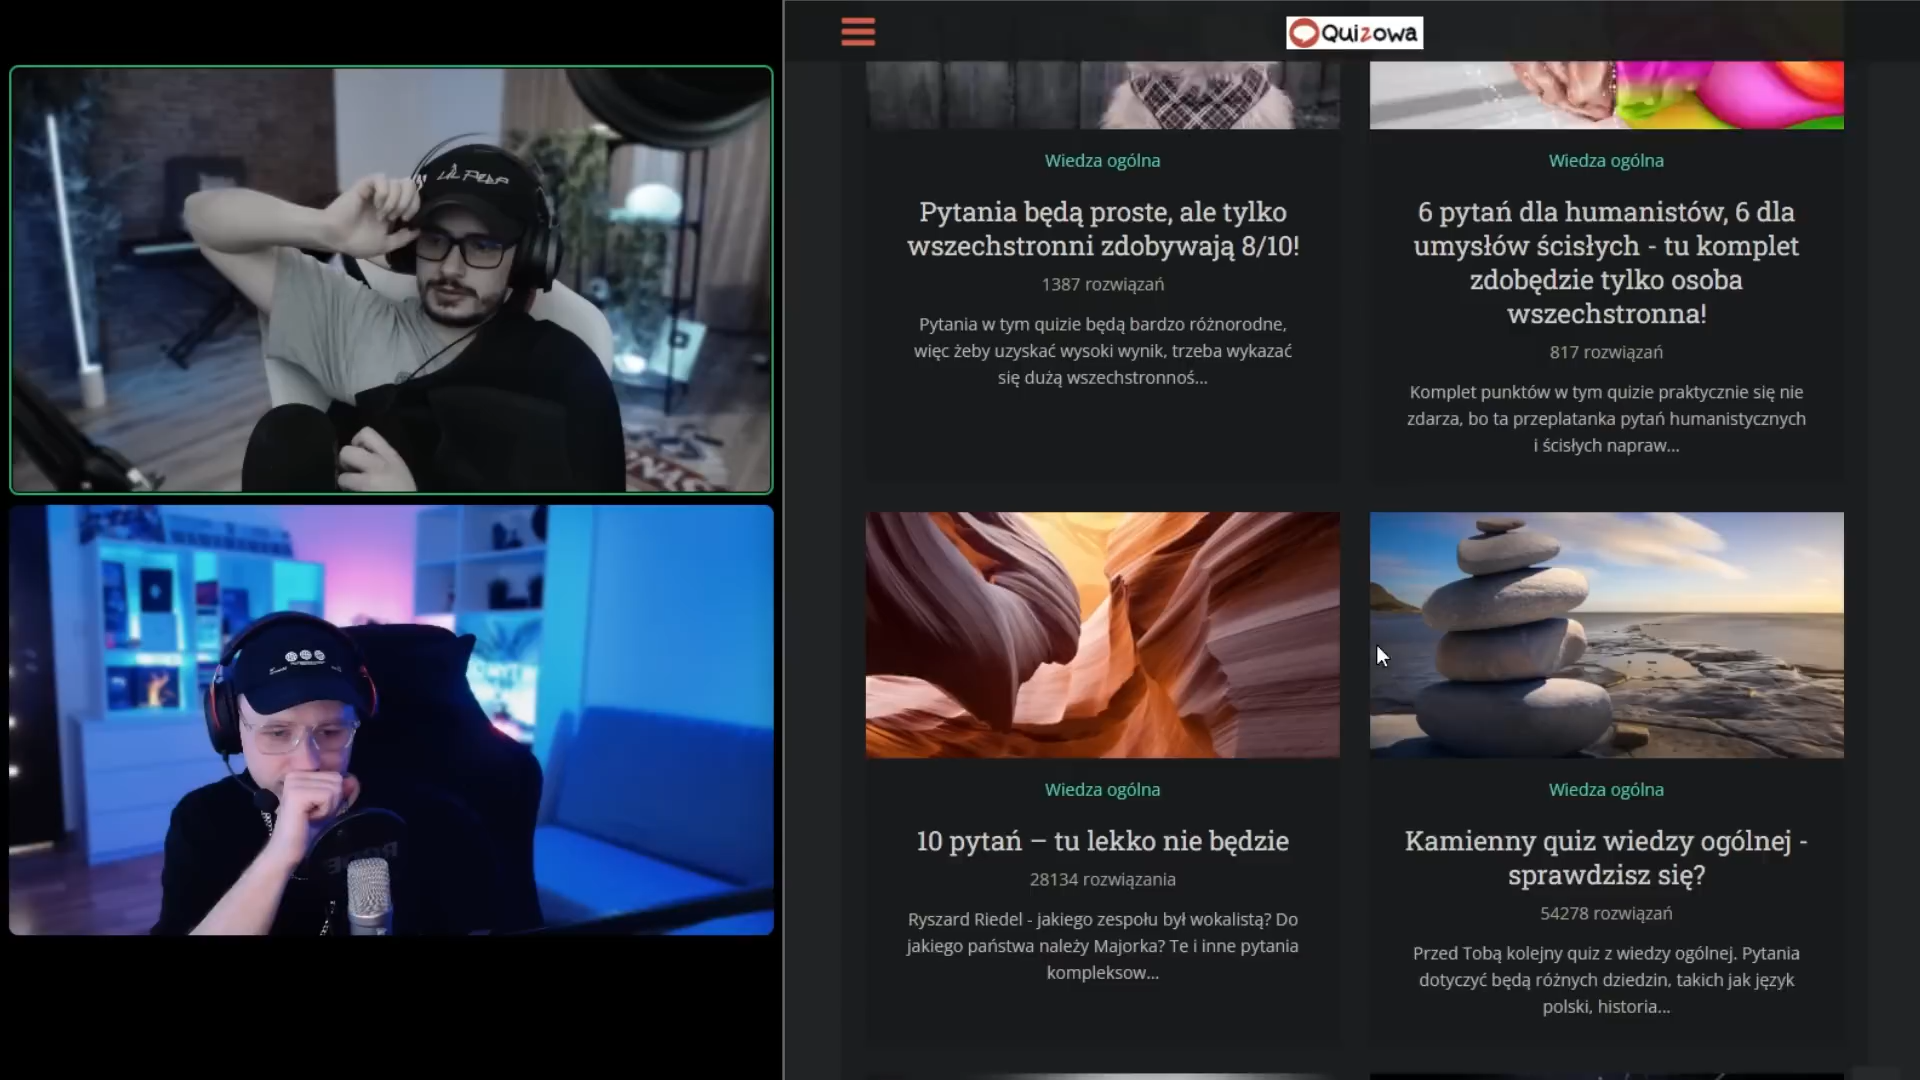 Quizowa
LIL PEEP
Wiedza ogólna
Pytania będą proste, ale tylko
wszechstronni zdobywają 8/10!
1387 rozwiązań
Pytania w tym quizie będą bardzo różnorodne,
więc żeby uzyskać wysoki wynik, trzeba wykazać
się dużą wszechstronnoś...
Wiedza ogólna
6 pytań dla humanistów, 6 dla
umysłów ścisłych - tu komplet
zdobędzie tylko osoba
wszechstronna!
817 rozwiązań
Komplet punktów w tym quizie praktycznie się nie
zdarza, bo ta przeplatanka pytań humanistycznych
i ścisłych napraw...
Wiedza ogólna
10 pytań – tu lekko nie będzie
28134 rozwiązania
Ryszard Riedel - jakiego zespołu był wokalistą? Do
jakiego państwa należy Majorka? Te i inne pytania
kompleksow...
Wiedza ogólna
Kamienny quiz wiedzy ogólnej -
sprawdzisz się?
54278 rozwiązań
Przed Tobą kolejny quiz z wiedzy ogólnej. Pytania
dotyczyć będą różnych dziedzin, takich jak język
polski, historia...